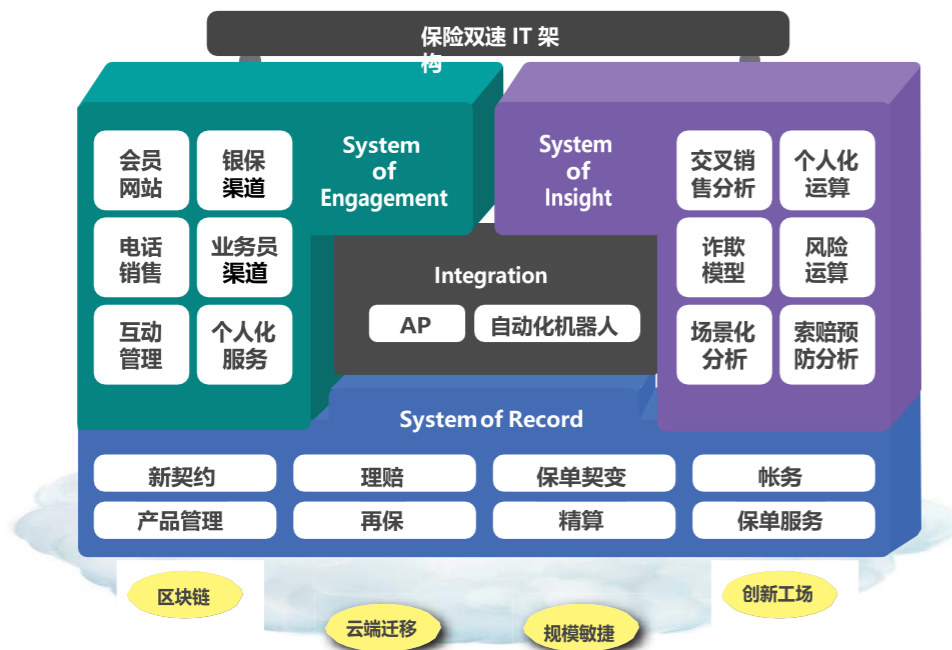 保险双速 IT 架
构
System
of
Engagement
会员
网站
银保
渠道
电话
销售
业务员
渠道
互动
管理
个人化
服务
System
of
Insight
交叉销
售分析
个人化
运算
诈欺
模型
风险
运算
场景化
分析
索赔预
防分析
Integration
AP
自动化机器人
System of Record
新契约
理赔
保单契变
帐务
产品管理
再保
精算
保单服务
区块链
云端迁移
规模敏捷
创新工场